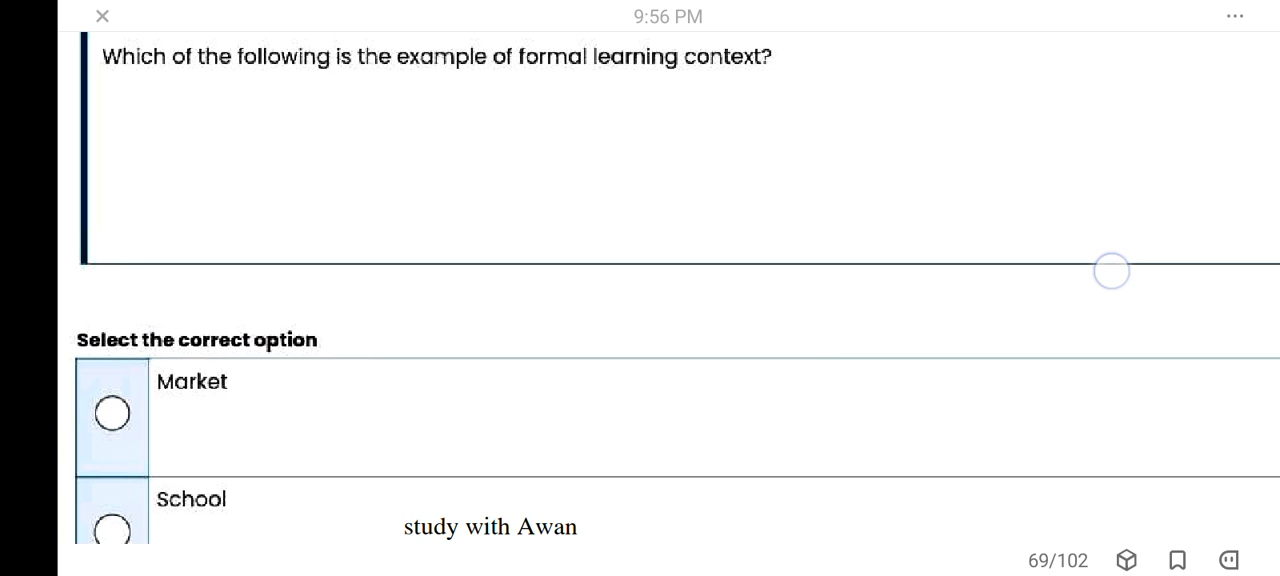 9:56 PM
Which of the following is the example of formal learning context?
Select the correct option
Market
School
study with Awan
69/102